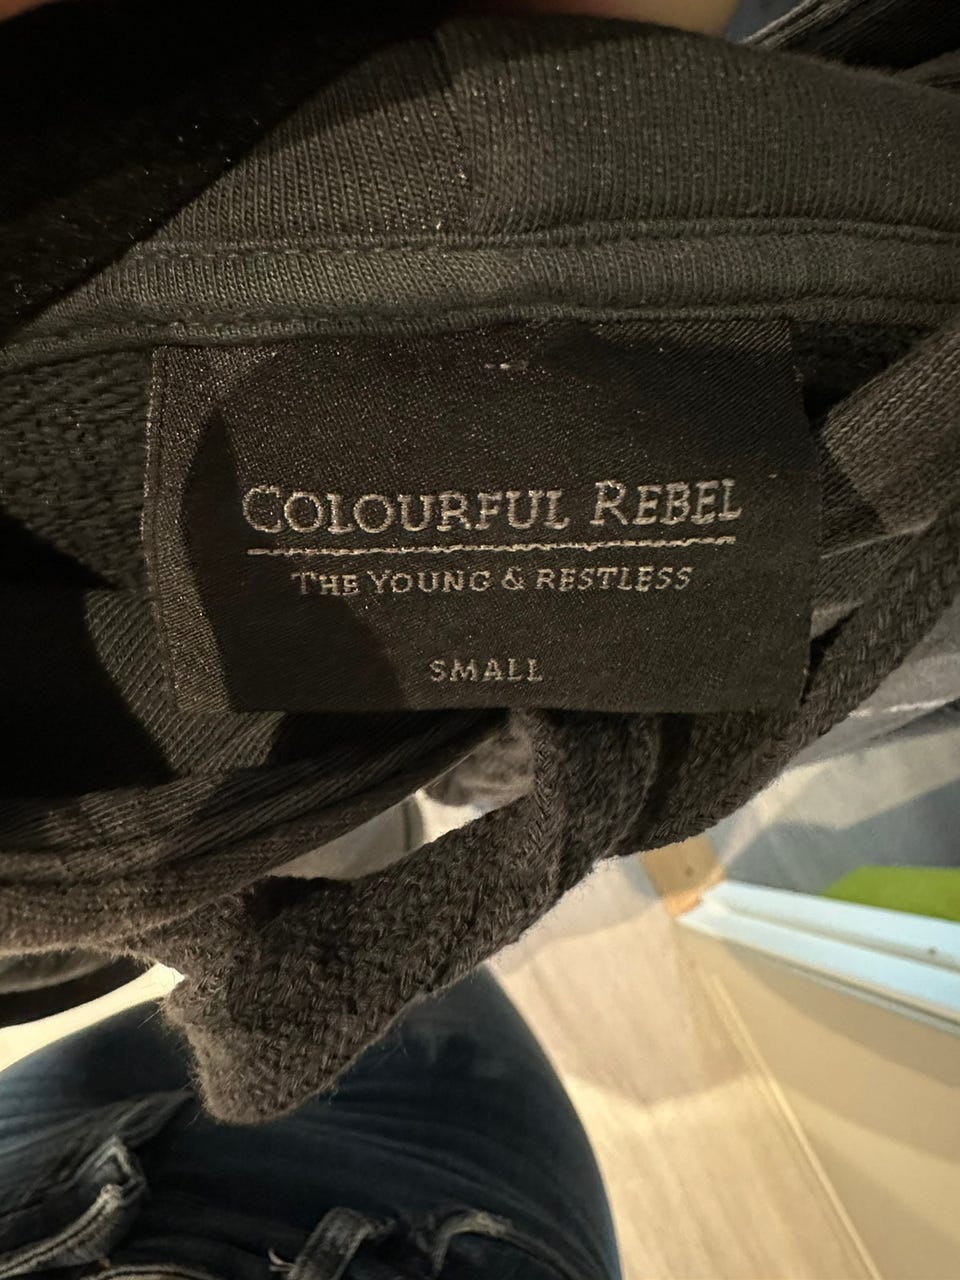 COLOURFUL REBEL
THE YOUNG & RESTLESS
SMALL